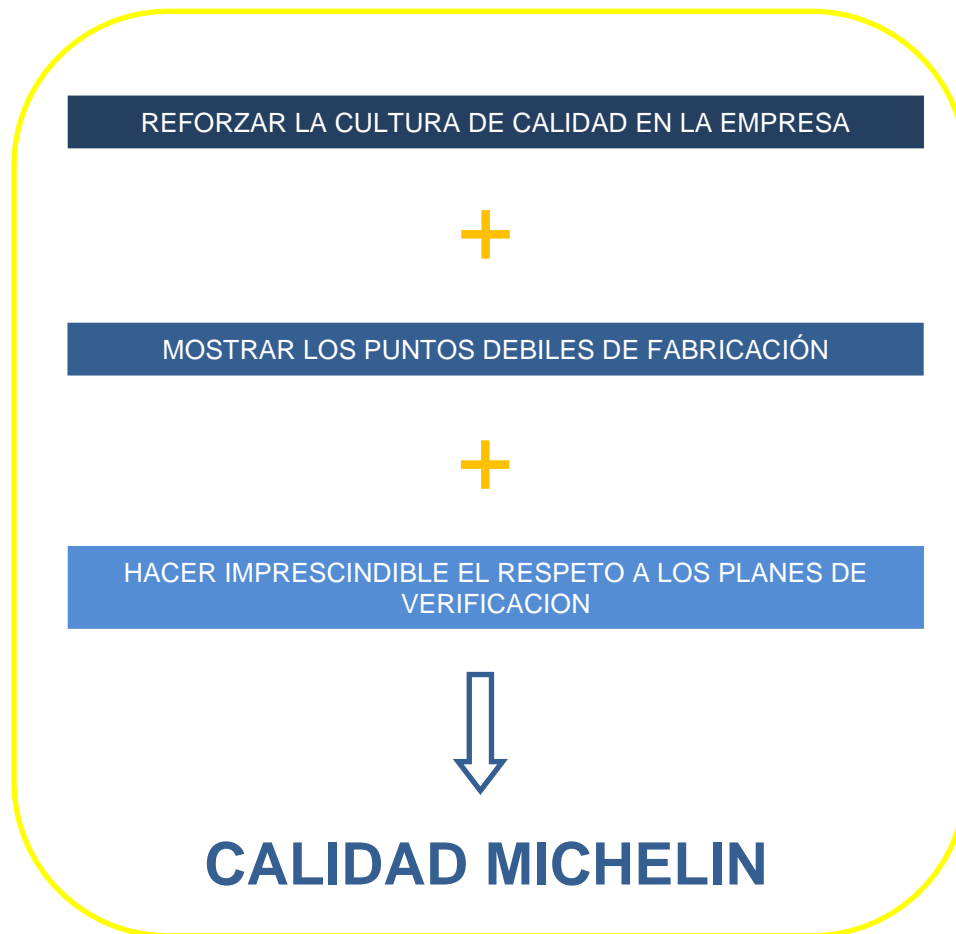 REFORZAR LA CULTURA DE CALIDAD EN LA EMPRESA
+
MOSTRAR LOS PUNTOS DEBILES DE FABRICACIÓN
+
HACER IMPRESCINDIBLE EL RESPETO A LOS PLANES DE
VERIFICACION
CALIDAD MICHELIN